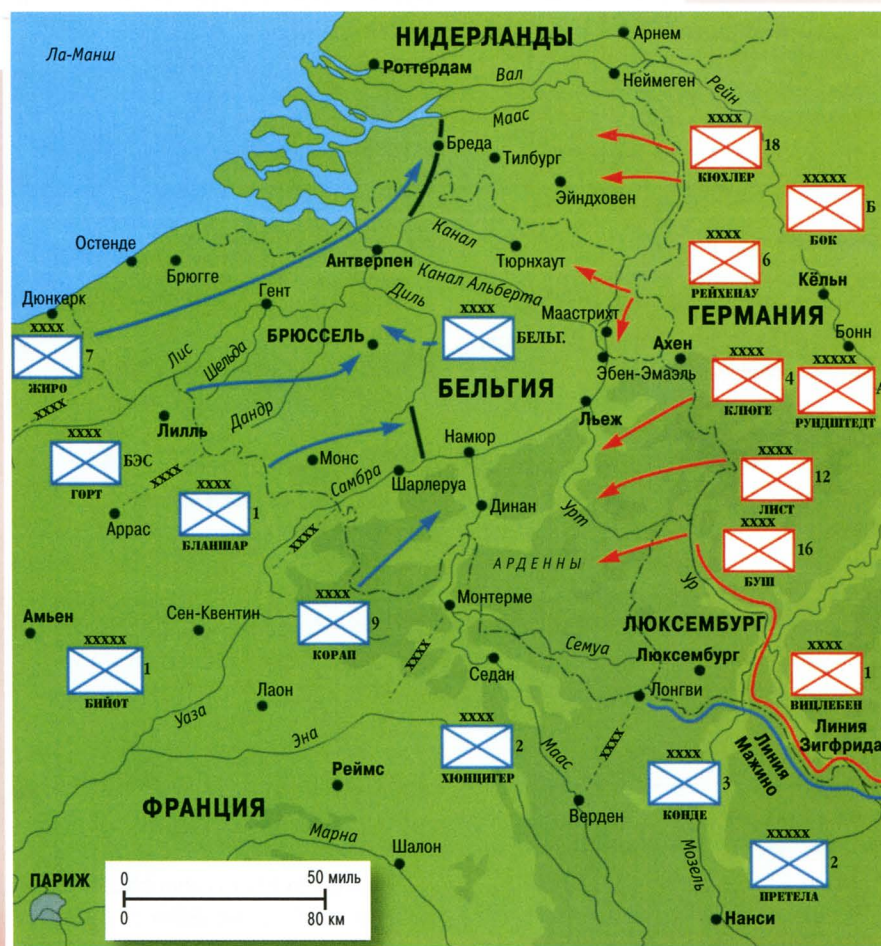 НИДЕРЛАНДЫ
Арнем
Ла-Манш
Роттердам
Вал
Неймеген
Рейн
Маас
Бреда
Тилбург
Эйндховен
XXXX
18
КЮХЛЕР
XXXXX
Б
БОК
Остенде
Брюгге
Антверпен
Канал
Тюрнхаут
XXXX
6
РЕЙХЕНАУ
Кёльн
Дюнкерк
Гент
Канал Альберта
Диль
Маастрихт
ГЕРМАНИЯ
XXXX
7
ЖИРО
Лис
Шельда
БРЮССЕЛЬ
XXXX
БЕЛЬГ.
Ахен
Бонн
Эбен-Эмаэль
XXXX
4
КЛЮГЕ
XXXXX
РУНДШТЕДТ
XXXX
Дандр
БЕЛЬГИЯ
Льеж
Лилль
XXXX
БЭС
ГОРТ
XXXX
Монс
Намюр
Самбра
Шарлеруа
XXXX
12
ЛИСТ
Аррас
XXXX
1
БЛАНШАР
XXXX
Динан
Урт
XXXX
16
БУШ
АРДЕННЫ
Ур
Амьен
Сен-Квентин
XXXX
9
КОРАП
Монтерме
XXXX
ЛЮКСЕМБУРГ
Семуа
Люксембург
XXXXX
1
БИЙОТ
Седан
Лонгви
XXXX
1
ВИЦЛЕБЕН
Лаон
Уаза
Эна
XXXX
2
ХЮНЦИГЕР
Маас
XXXX
Линия
Зигфрида
Линия
Мажино
Реймс
XXXX
3
КОНДЕ
Верден
ФРАНЦИЯ
Марна
Шалон
Мозель
XXXXX
2
ПРЕТЕЛА
ПАРИЖ
0 50 миль
0 80 км
Нанси